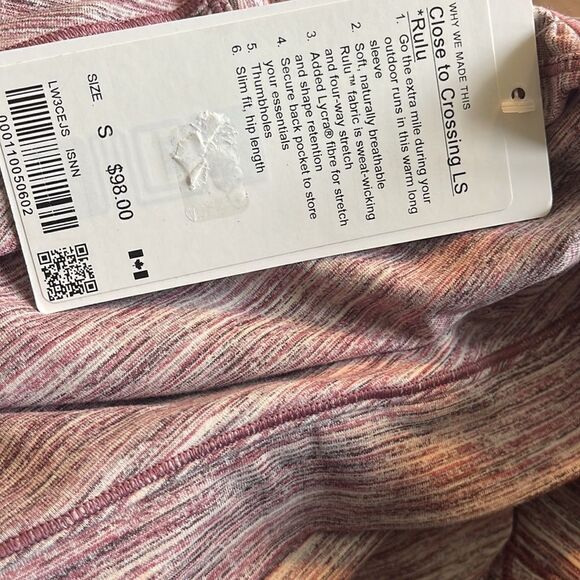 WHY WE MADE THIS
Close to Crossing LS
*Rulu
1. Go the extra mile during your
outdoor runs in this warm long
sleeve
2. Soft, naturally breathable
Rulu™ fabric is sweat-wicking
and four-way stretch
3. Added Lycra® fibre for stretch
and shape retention
4. Secure back pocket to store
your essentials
5. Thumbholes
6. Slim fit, hip length
SIZE S $98.00
LW3CEJS ISNN
000110050602